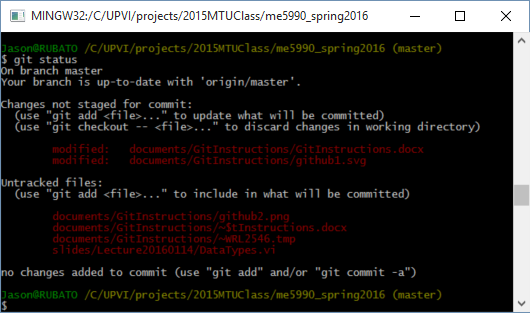 MINGW32:/C/UPVI/projects/2015MTUClass/me5990_spring2016
Jason@RUBATO /C/UPVI/projects/2015MTUClass/me5990_spring2016 (master)
$ git status
On branch master
Your branch is up-to-date with 'origin/master'.
Changes not staged for commit:
(use "git add <file>..." to update what will be committed)
(use "git checkout -- <file>..." to discard changes in working directory)
modified: documents/GitInstructions/GitInstructions.docx
modified: documents/GitInstructions/github1.svg
Untracked files:
(use "git add <file>..." to include in what will be committed)
documents/GitInstructions/github2.png
documents/GitInstructions/~$tInstructions.docx
documents/GitInstructions/~WRL2546.tmp
slides/Lecture20160114/DataTypes.vi
no changes added to commit (use "git add" and/or "git commit -a")
Jason@RUBATO /C/UPVI/projects/2015MTUClass/me5990_spring2016 (master)
$